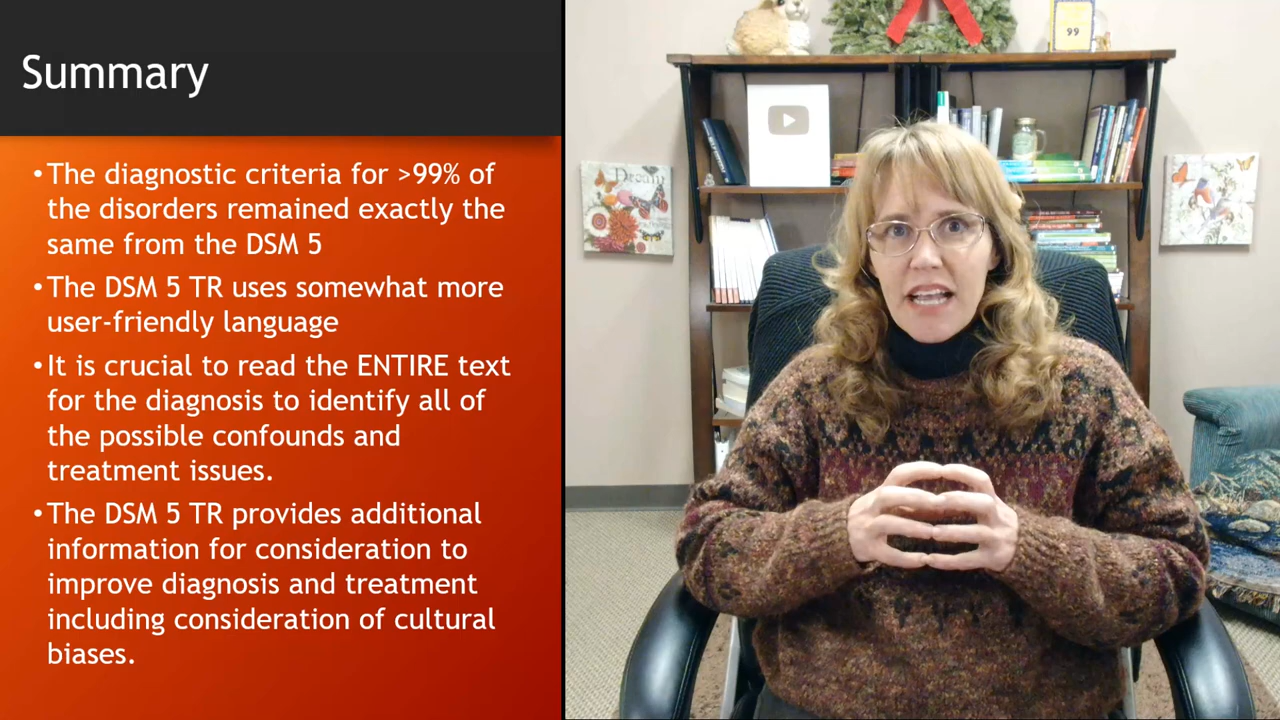 Summary
•The diagnostic criteria for >99% of
the disorders remained exactly the
same from the DSM 5
•The DSM 5 TR uses somewhat more
user-friendly language
•It is crucial to read the ENTIRE text
for the diagnosis to identify all of
the possible confounds and
treatment issues.
•The DSM 5 TR provides additional
information for consideration to
improve diagnosis and treatment
including consideration of cultural
biases.
99
Dream